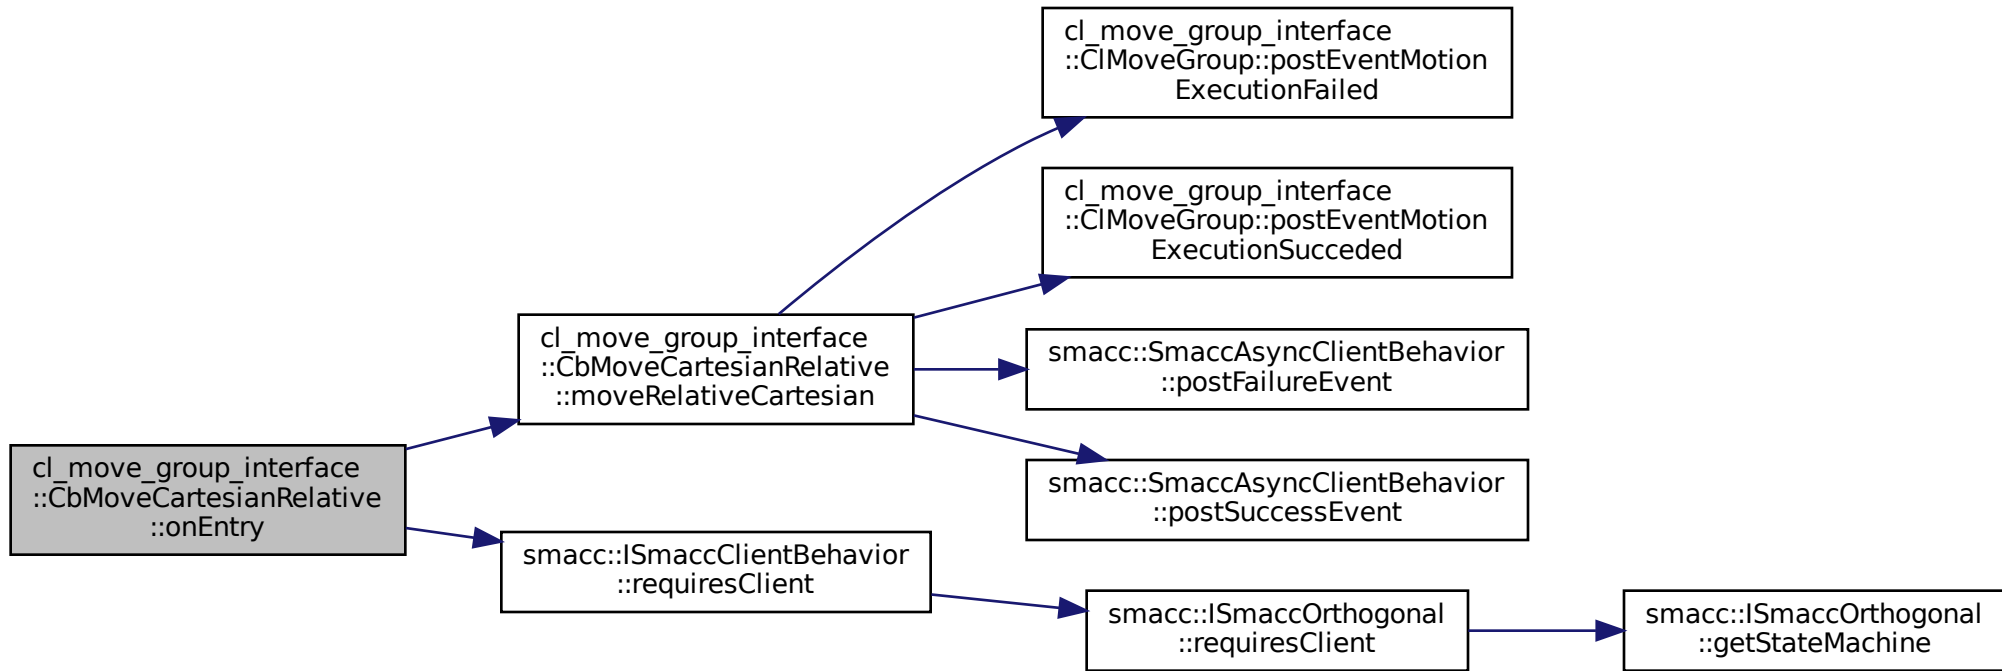 cl_move_group_interface
::ClMoveGroup::postEventMotion
ExecutionFailed
cl_move_group_interface
::ClMoveGroup::postEventMotion
ExecutionSucceded
cl_move_group_interface
::CbMoveCartesianRelative
::moveRelativeCartesian
smacc::SmaccAsyncClientBehavior
::postFailureEvent
cl_move_group_interface
::CbMoveCartesianRelative
::onEntry
smacc::SmaccAsyncClientBehavior
::postSuccessEvent
smacc::ISmaccClientBehavior
::requiresClient
smacc::ISmaccOrthogonal
::requiresClient
smacc::ISmaccOrthogonal
::getStateMachine